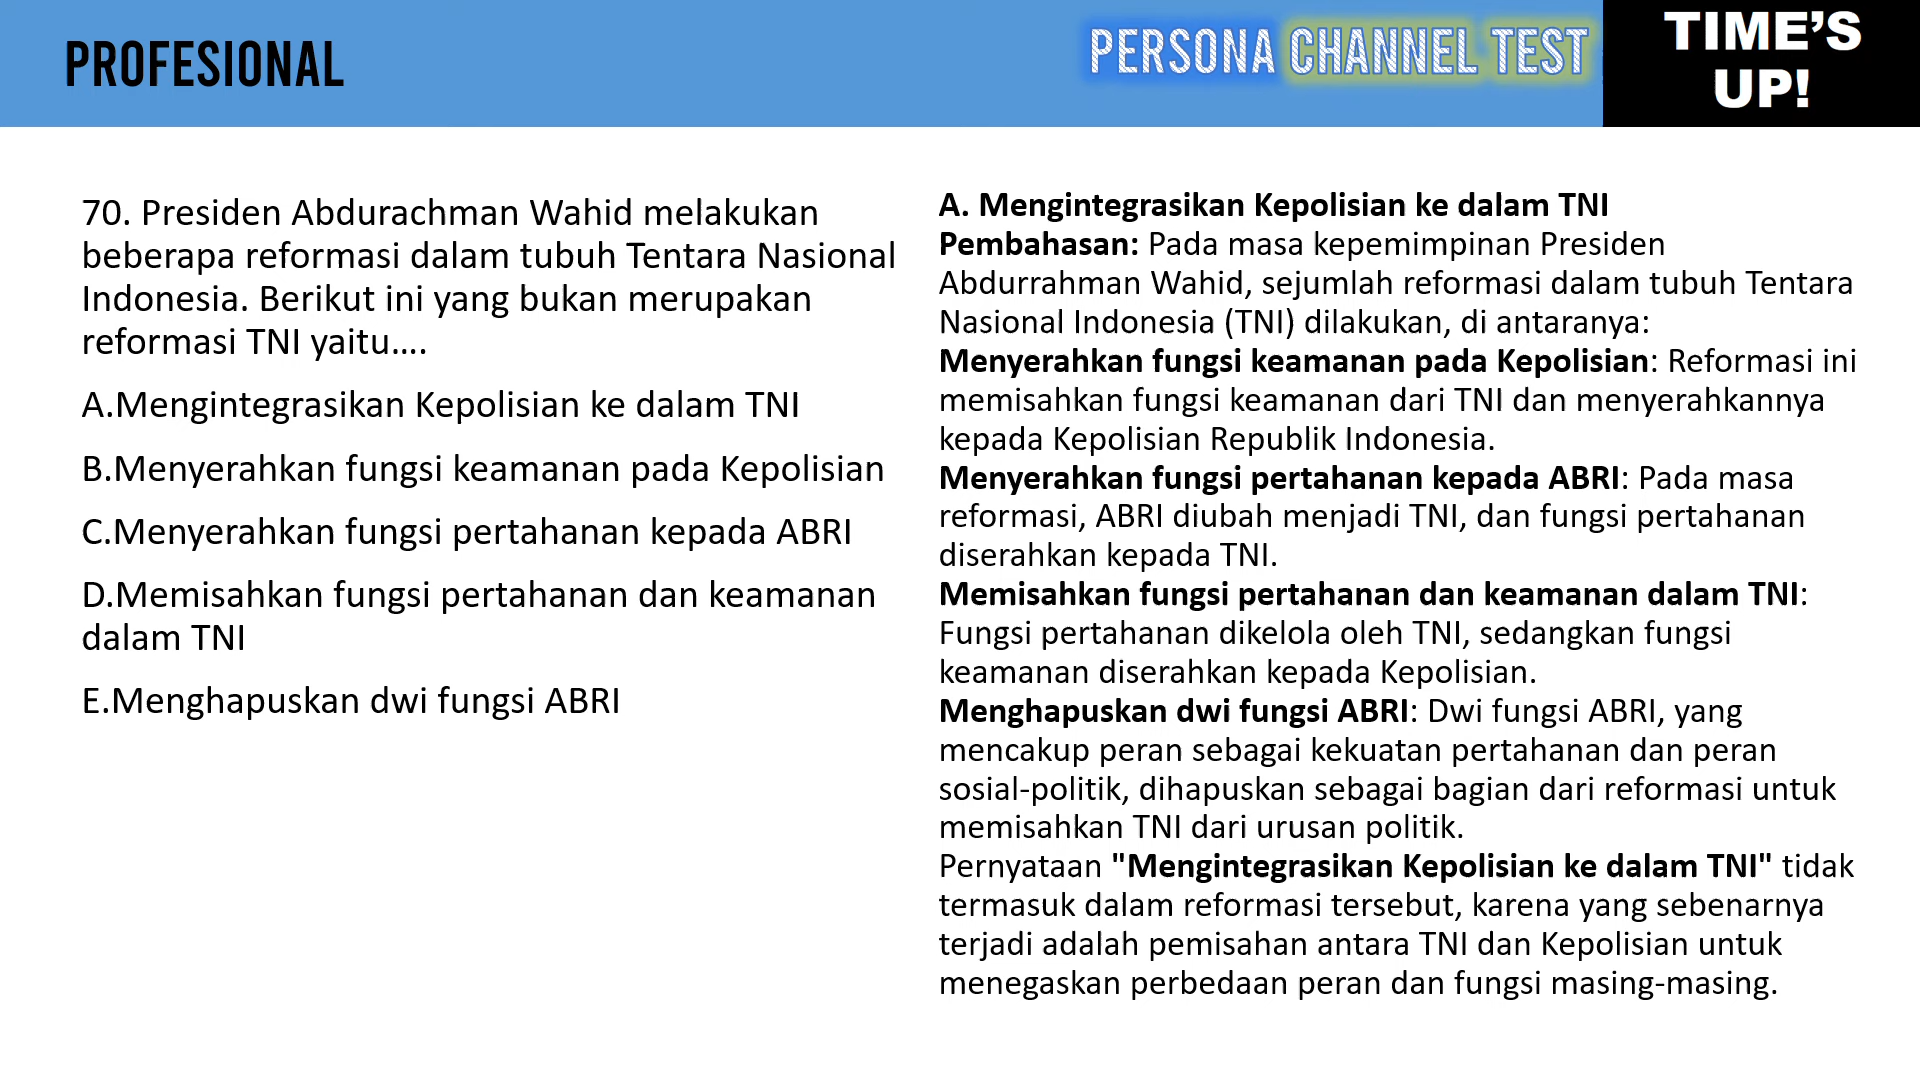 PROFESIONAL
PERSONA CHANNEL TEST
TIME'S
UP!
70. Presiden Abdurachman Wahid melakukan
beberapa reformasi dalam tubuh Tentara Nasional
Indonesia. Berikut ini yang bukan merupakan
reformasi TNI yaitu....
A.Mengintegrasikan Kepolisian ke dalam TNI
B.Menyerahkan fungsi keamanan pada Kepolisian
C.Menyerahkan fungsi pertahanan kepada ABRI
D.Memisahkan fungsi pertahanan dan keamanan
dalam TNI
E.Menghapuskan dwi fungsi ABRI
A. Mengintegrasikan Kepolisian ke dalam TNI
Pembahasan: Pada masa kepemimpinan Presiden
Abdurrahman Wahid, sejumlah reformasi dalam tubuh Tentara
Nasional Indonesia (TNI) dilakukan, di antaranya:
Menyerahkan fungsi keamanan pada Kepolisian: Reformasi ini
memisahkan fungsi keamanan dari TNI dan menyerahkannya
kepada Kepolisian Republik Indonesia.
Menyerahkan fungsi pertahanan kepada ABRI: Pada masa
reformasi, ABRI diubah menjadi TNI, dan fungsi pertahanan
diserahkan kepada TNI.
Memisahkan fungsi pertahanan dan keamanan dalam TNI:
Fungsi pertahanan dikelola oleh TNI, sedangkan fungsi
keamanan diserahkan kepada Kepolisian.
Menghapuskan dwi fungsi ABRI: Dwi fungsi ABRI, yang
mencakup peran sebagai kekuatan pertahanan dan peran
sosial-politik, dihapuskan sebagai bagian dari reformasi untuk
memisahkan TNI dari urusan politik.
Pernyataan "Mengintegrasikan Kepolisian ke dalam TNI" tidak
termasuk dalam reformasi tersebut, karena yang sebenarnya
terjadi adalah pemisahan antara TNI dan Kepolisian untuk
menegaskan perbedaan peran dan fungsi masing-masing.